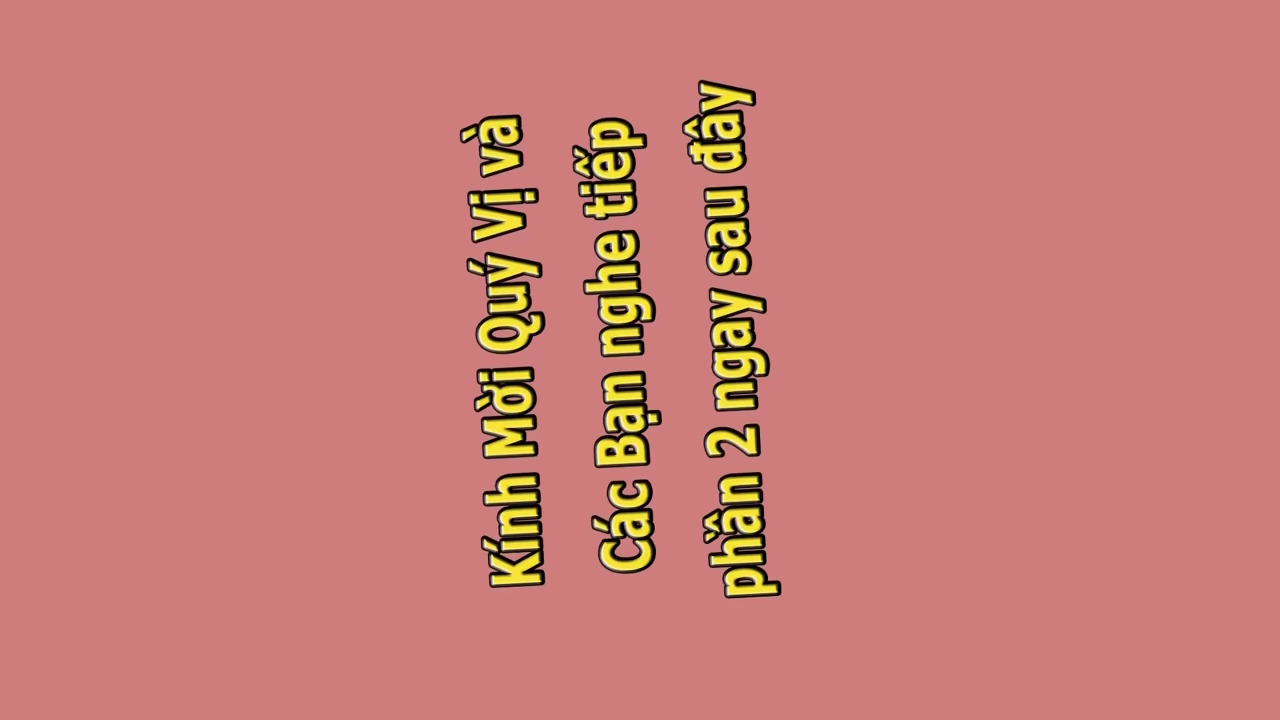 Kính Mời Quý Vị và
Các Bạn nghe tiếp
phần 2 ngay sau đây